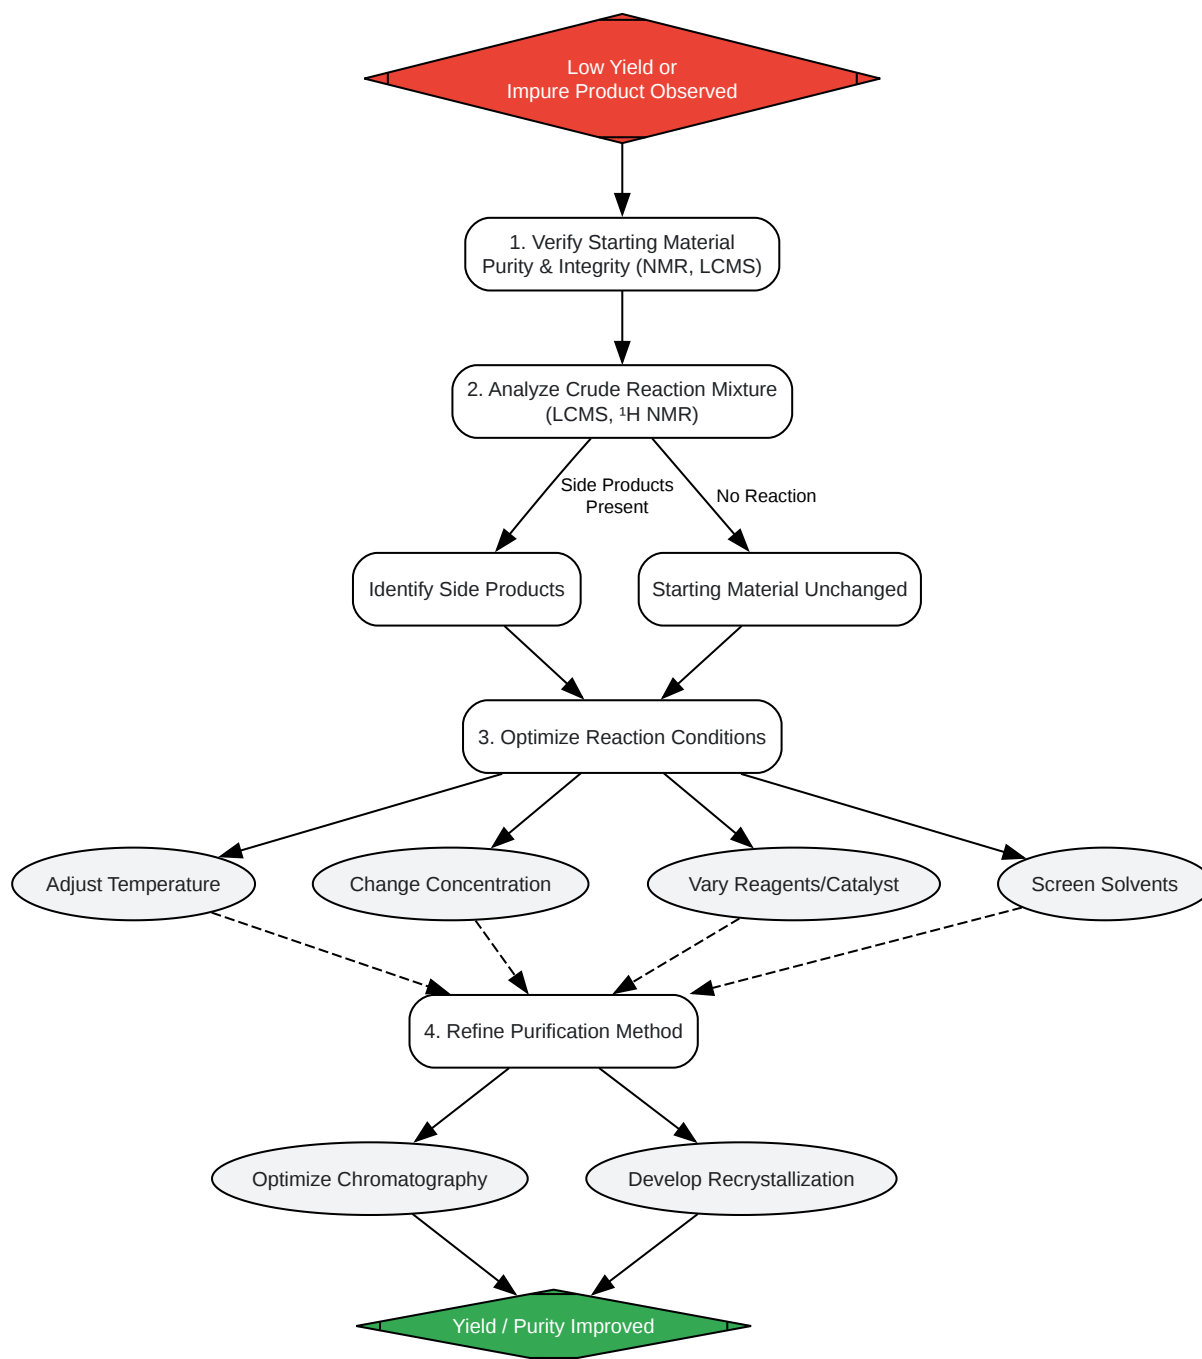 Low Yield or
Impure Product Observed
1. Verify Starting Material
Purity & Integrity (NMR, LCMS)
2. Analyze Crude Reaction Mixture
(LCMS, ¹H NMR)
Side Products
Present
No Reaction
Identify Side Products
Starting Material Unchanged
3. Optimize Reaction Conditions
Adjust Temperature
Change Concentration
Vary Reagents/Catalyst
Screen Solvents
4. Refine Purification Method
Optimize Chromatography
Develop Recrystallization
Yield / Purity Improved